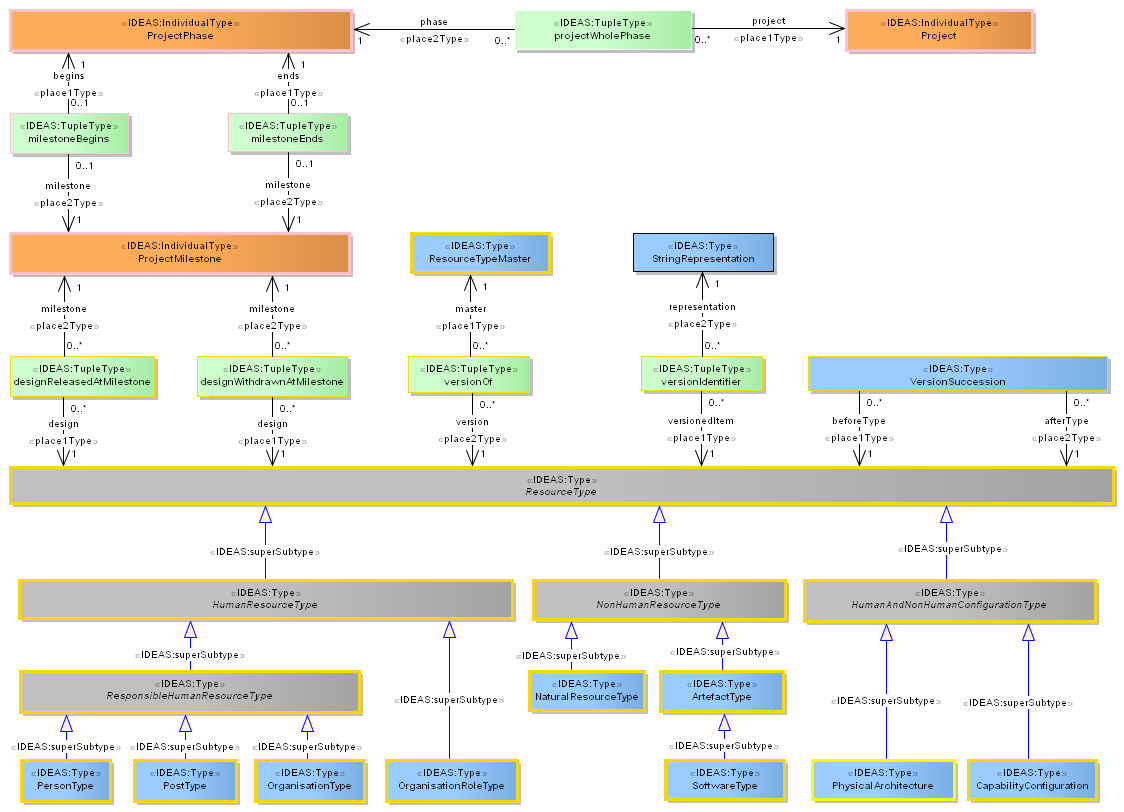 «IDEAS:IndividualType»
ProjectPhase
phase
«place2Type»
1
0..*
«IDEAS:TupleType»
projectWholePhase
project
«place1Type»
0..*
1
«IDEAS:IndividualType»
Project
1
begins
«place1Type»
0..1
1
ends
«place1Type»
0..1
«IDEAS:TupleType»
milestoneBegins
«IDEAS:TupleType»
milestoneEnds
0..1
milestone
«place2Type»
1
0..1
milestone
«place2Type»
1
«IDEAS:IndividualType»
ProjectMilestone
«IDEAS:Type»
ResourceTypeMaster
«IDEAS:Type»
StringRepresentation
1
milestone
«place2Type»
0..*
1
milestone
«place2Type»
0..*
1
master
«place1Type»
0..*
1
representation
«place2Type»
0..*
«IDEAS:TupleType»
designReleasedAtMilestone
«IDEAS:TupleType»
designWithdrawnAtMilestone
«IDEAS:TupleType»
versionOf
«IDEAS:TupleType»
versionIdentifier
«IDEAS:Type»
VersionSuccession
0..*
design
«place1Type»
1
0..*
design
«place1Type»
1
0..*
version
«place2Type»
1
0..*
versionedItem
«place1Type»
1
0..*
beforeType
«place1Type»
1
0..*
afterType
«place2Type»
1
«IDEAS:Type»
ResourceType
«IDEAS:superSubtype»
«IDEAS:superSubtype»
«IDEAS:superSubtype»
«IDEAS:Type»
HumanResourceType
«IDEAS:Type»
NonHumanResourceType
«IDEAS:Type»
HumanAndNonHumanConfigurationType
«IDEAS:superSubtype»
«IDEAS:superSubtype»
«IDEAS:superSubtype»
«IDEAS:superSubtype»
«IDEAS:superSubtype»
«IDEAS:superSubtype»
«IDEAS:Type»
ResponsibleHumanResourceType
«IDEAS:Type»
NaturalResourceType
«IDEAS:Type»
ArtefactType
«IDEAS:superSubtype»
«IDEAS:superSubtype»
«IDEAS:superSubtype»
«IDEAS:superSubtype»
«IDEAS:Type»
PersonType
«IDEAS:Type»
PostType
«IDEAS:Type»
OrganisationType
«IDEAS:Type»
OrganisationRoleType
«IDEAS:Type»
SoftwareType
«IDEAS:Type»
PhysicalArchitecture
«IDEAS:Type»
CapabilityConfiguration